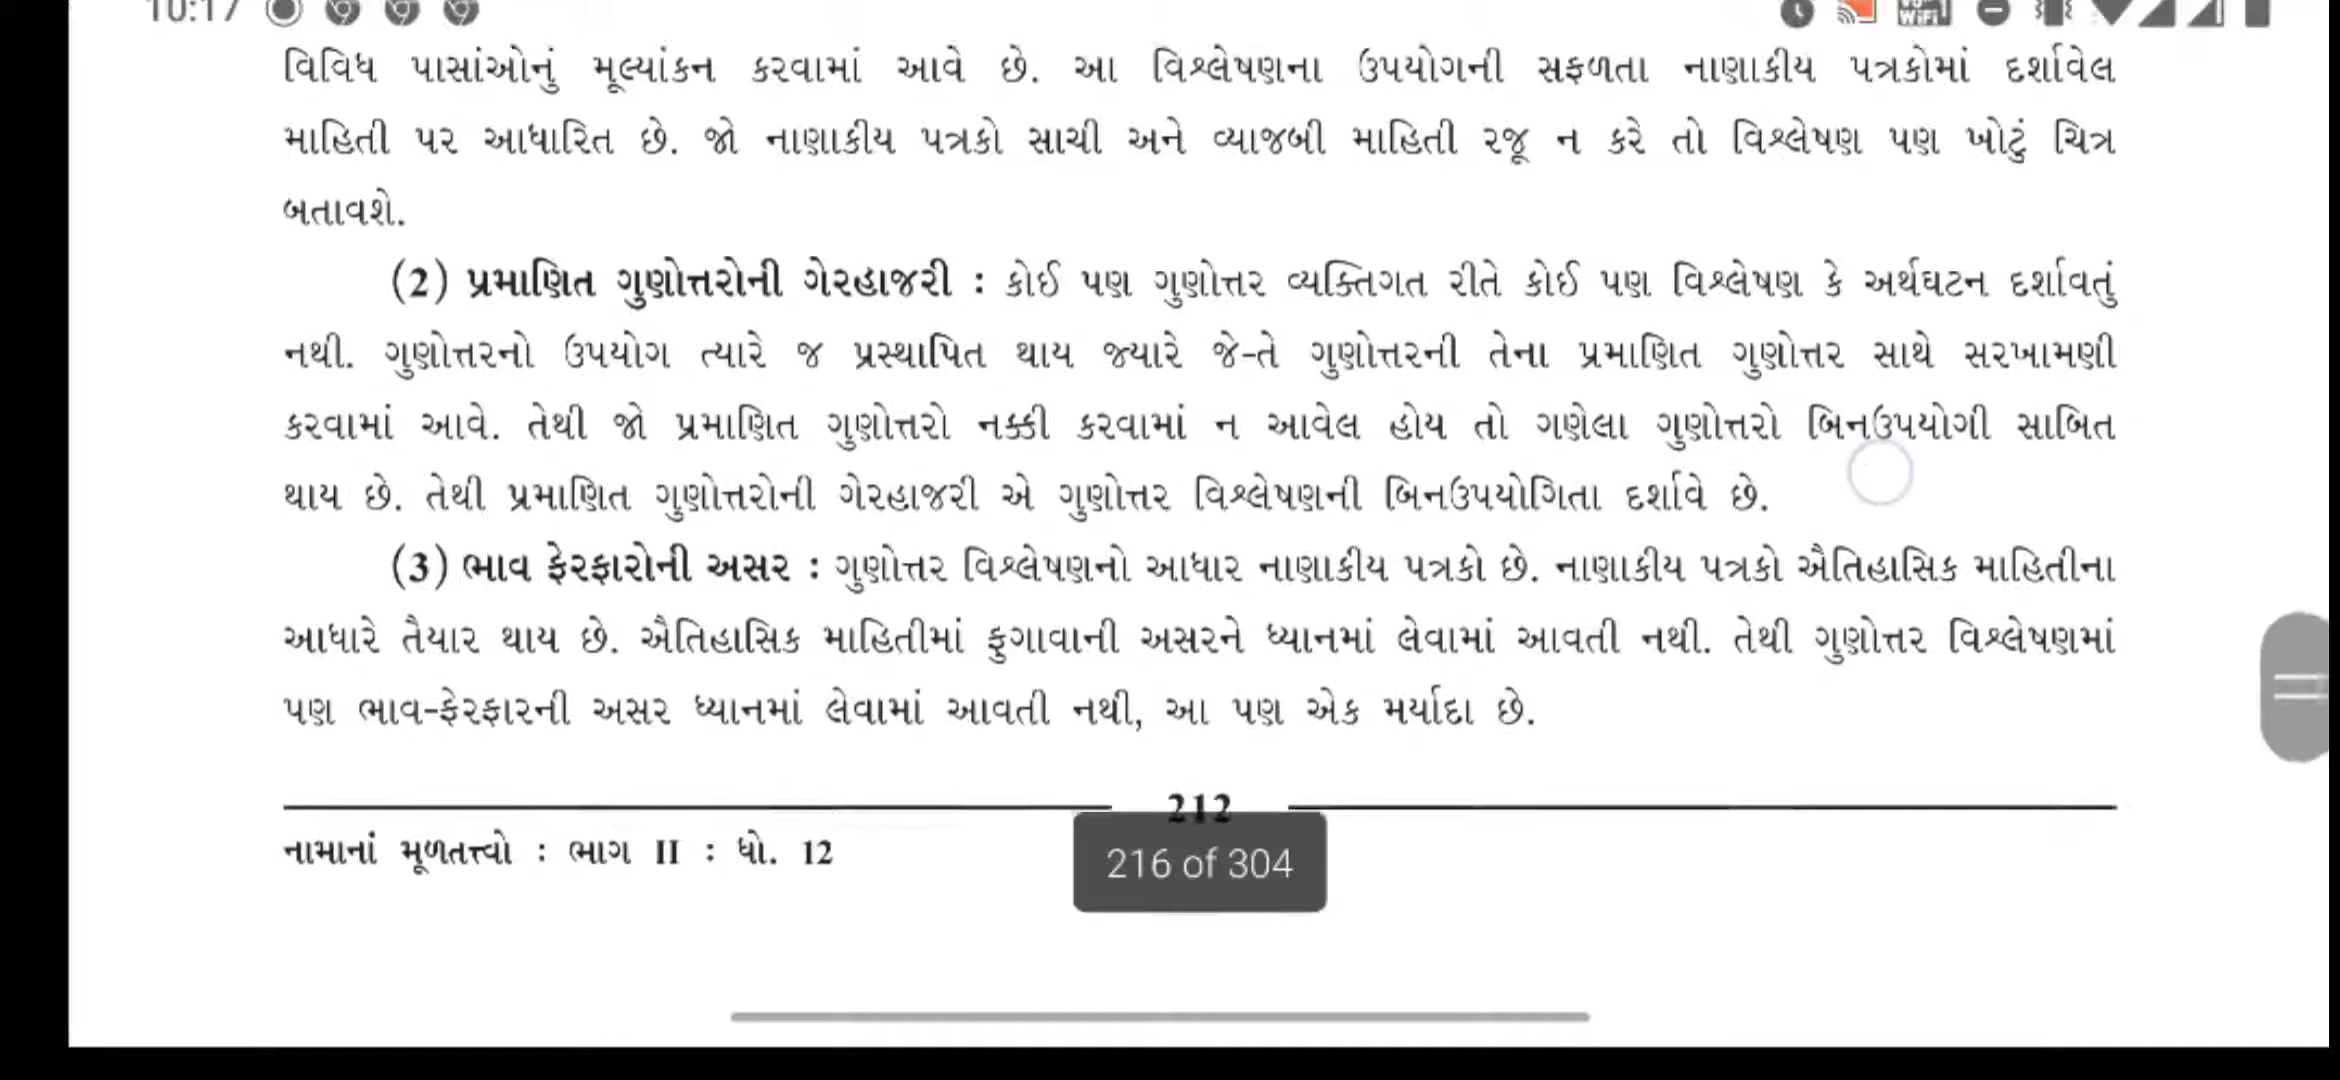 10:17
વિવિધ પાસાંઓનું મૂલ્યાંકન કરવામાં આવે છે. આ વિશ્લેષણના ઉપયોગની સફળતા નાણાકીય પત્રકોમાં દર્શાવેલ
માહિતી પર આધારિત છે. જો નાણાકીય પત્રકો સાચી અને વ્યાજબી માહિતી રજૂ ન કરે તો વિશ્લેષણ પણ ખોટું ચિત્ર
બતાવશે.
(2) પ્રમાણિત ગુણોત્તરોની ગેરહાજરી : કોઈ પણ ગુણોત્તર વ્યક્તિગત રીતે કોઈ પણ વિશ્લેષણ કે અર્થઘટન દર્શાવતું
નથી. ગુણોત્તરનો ઉપયોગ ત્યારે જ પ્રસ્થાપિત થાય જ્યારે જે-તે ગુણોત્તરની તેના પ્રમાણિત ગુણોત્તર સાથે સરખામણી
કરવામાં આવે. તેથી જો પ્રમાણિત ગુણોત્તરો નક્કી કરવામાં ન આવેલ હોય તો ગણેલા ગુણોત્તરો બિનઉપયોગી સાબિત
થાય છે. તેથી પ્રમાણિત ગુણોત્તરોની ગેરહાજરી એ ગુણોત્તર વિશ્લેષણની બિનઉપયોગિતા દર્શાવે છે.
(3) ભાવ ફેરફારોની અસર : ગુણોત્તર વિશ્લેષણનો આધાર નાણાકીય પત્રકો છે. નાણાકીય પત્રકો ઐતિહાસિક માહિતીના
આધારે તૈયાર થાય છે. ઐતિહાસિક માહિતીમાં ફુગાવાની અસરને ધ્યાનમાં લેવામાં આવતી નથી. તેથી ગુણોત્તર વિશ્લેષણમાં
પણ ભાવ-ફેરફારની અસર ધ્યાનમાં લેવામાં આવતી નથી, આ પણ એક મર્યાદા છે.
212
નામાનાં મૂળતત્ત્વો : ભાગ II : ધો. 12
216 of 304